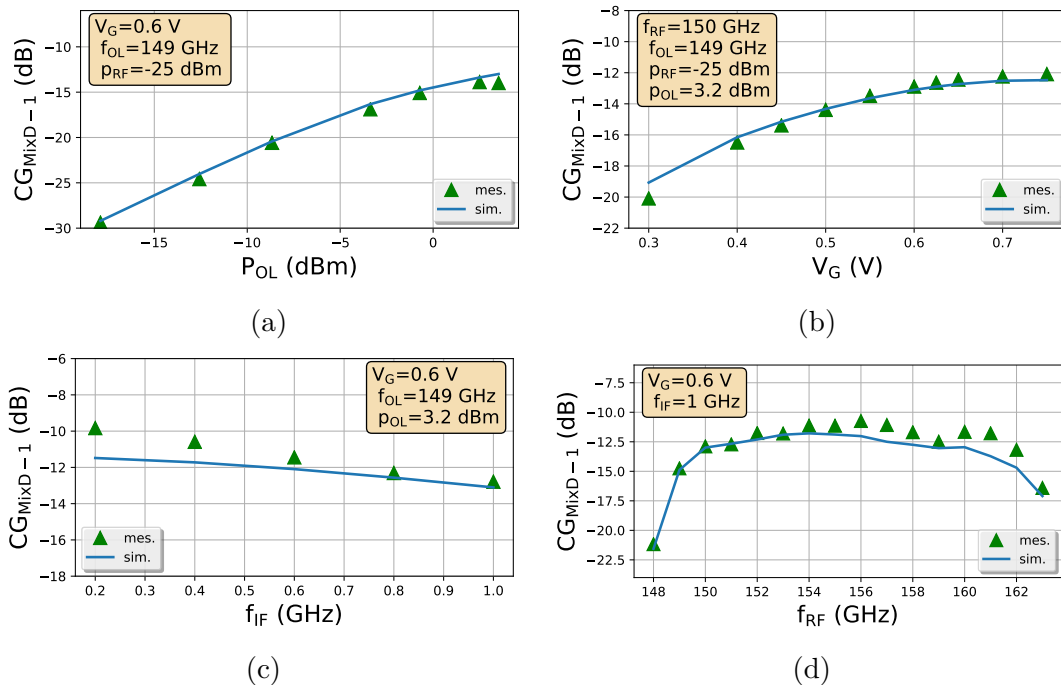 V_G=0.6 V
f_OL=149 GHz
p_RF=-25 dBm
CG_MixD−1 (dB)
−10
−15
−20
−25
−30
−15 −10 −5 0
P_OL (dBm)
mes.
sim.
(a)
f_RF=150 GHz
f_OL=149 GHz
p_RF=-25 dBm
p_OL=3.2 dBm
CG_MixD−1 (dB)
−8
−10
−12
−14
−16
−18
−20
−22
0.3 0.4 0.5 0.6 0.7
V_G (V)
mes.
sim.
(b)
V_G=0.6 V
f_OL=149 GHz
p_OL=3.2 dBm
CG_MixD−1 (dB)
−6
−8
−10
−12
−14
−16
−18
0.2 0.3 0.4 0.5 0.6 0.7 0.8 0.9 1.0
f_IF (GHz)
mes.
sim.
(c)
V_G=0.6 V
f_IF=1 GHz
CG_MixD−1 (dB)
−7.5
−10.0
−12.5
−15.0
−17.5
−20.0
−22.5
148 150 152 154 156 158 160 162
f_RF (GHz)
mes.
sim.
(d)